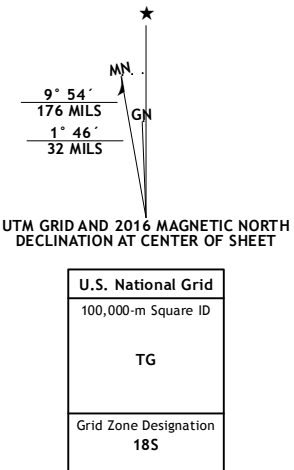 ★
MN
GN
9° 54´
176 MILS
1° 46´
32 MILS
UTM GRID AND 2016 MAGNETIC NORTH
DECLINATION AT CENTER OF SHEET
U.S. National Grid
100,000-m Square ID
TG
Grid Zone Designation
18S